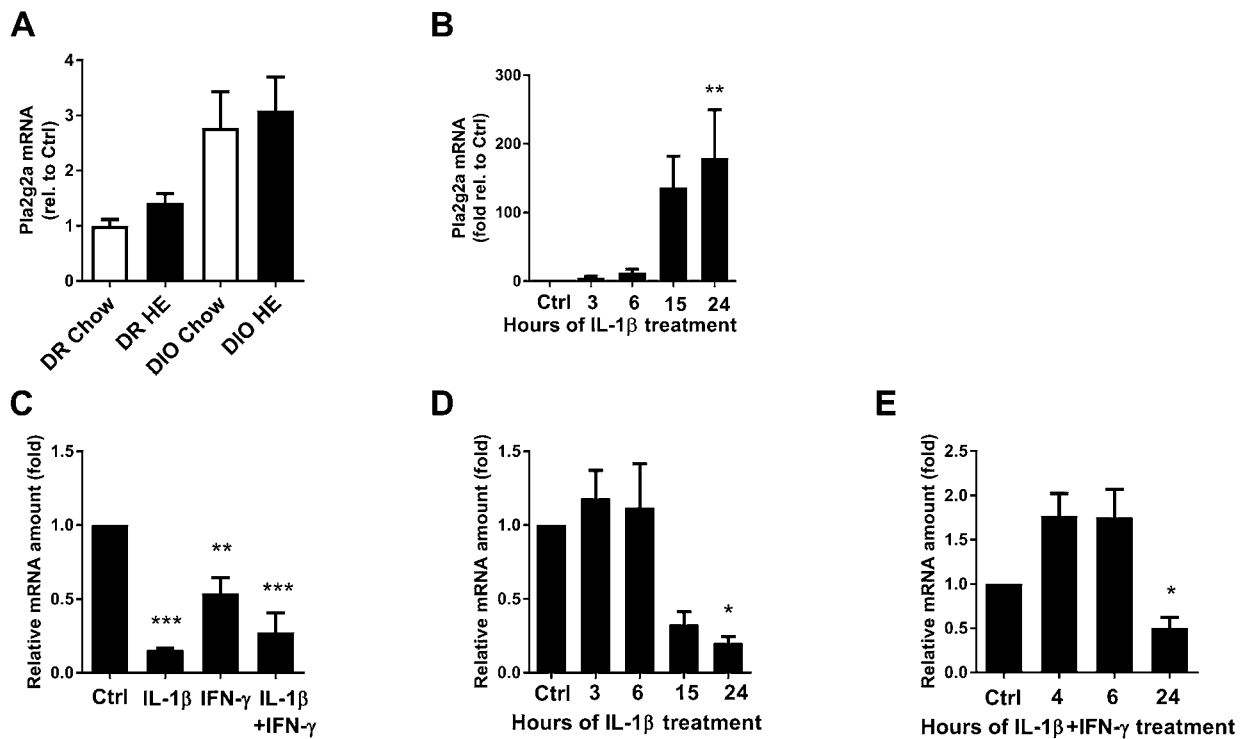 A
Pla2g2a mRNA
(rel. to Ctrl)
4
3
2
1
0
DR Chow
DR HE
DIO Chow
DIO HE
B
Pla2g2a mRNA
(fold rel. to Ctrl)
300
200
100
0
**
Ctrl 3 6 15 24
Hours of IL-1β treatment
C
Relative mRNA amount (fold)
1.5
1.0
0.5
0.0
***
**
***
Ctrl IL-1β IFN-γ IL-1β
+IFN-γ
D
Relative mRNA amount (fold)
1.5
1.0
0.5
0.0
*
Ctrl 3 6 15 24
Hours of IL-1β treatment
E
Relative mRNA amount (fold)
2.5
2.0
1.5
1.0
0.5
0.0
*
Ctrl 4 6 24
Hours of IL-1β+IFN-γ treatment